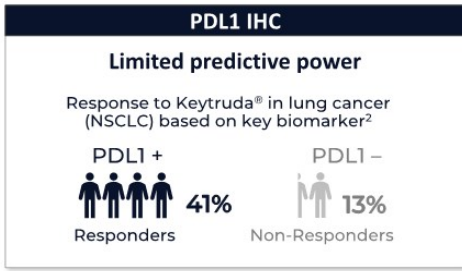 PDL1 IHC
Limited predictive power
Response to Keytruda® in lung cancer
(NSCLC) based on key biomarker²
PDL1 +
41%
Responders
PDL1 –
13%
Non-Responders